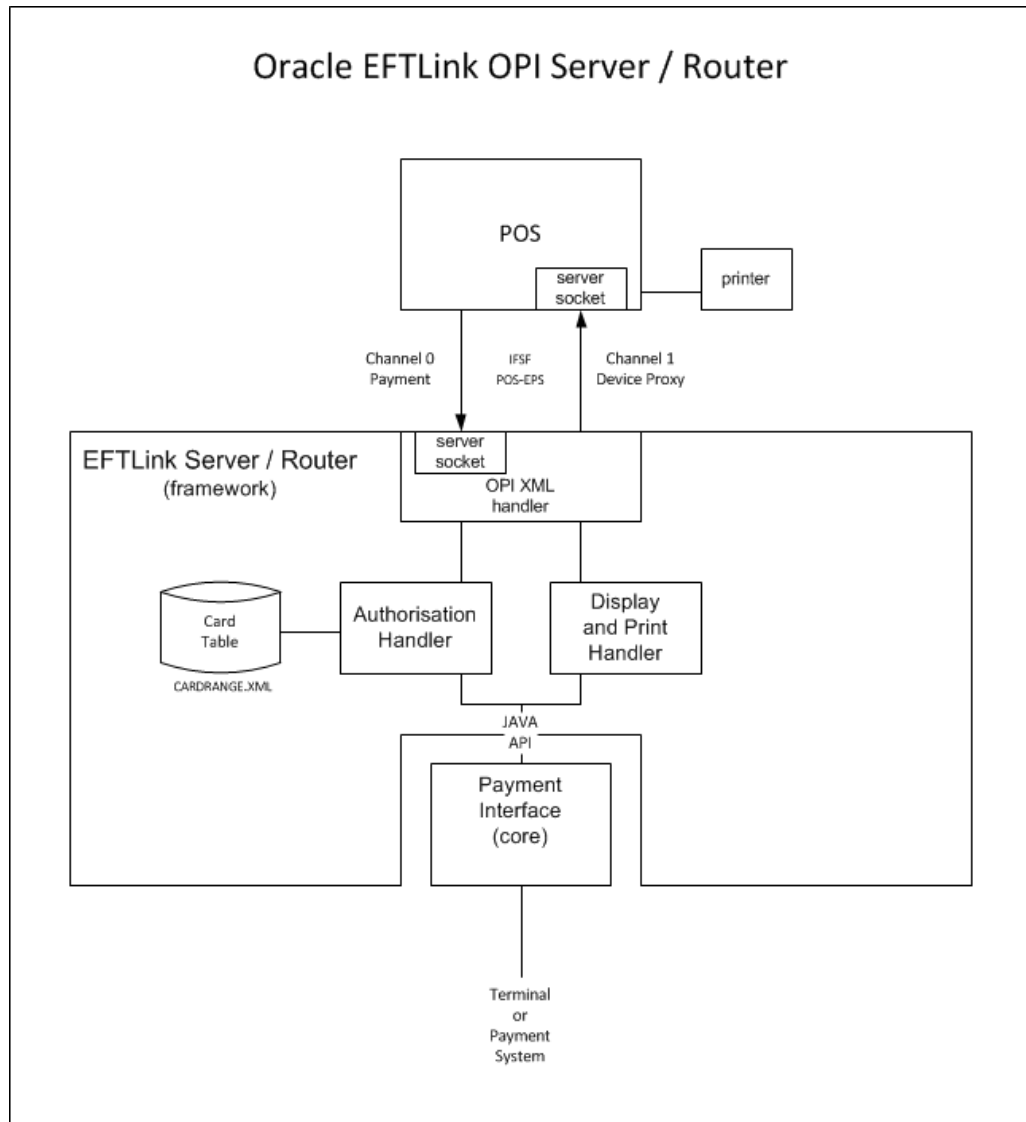 Oracle EFTLink OPI Server / Router
POS
server
socket
printer
Channel 0
Payment
IFSF
POS-EPS
Channel 1
Device Proxy
EFTLink Server / Router
(framework)
server
socket
OPI XML
handler
Card
Table
CARDRANGE.XML
Authorisation
Handler
Display
and Print
Handler
JAVA
API
Payment
Interface
(core)
Terminal
or
Payment
System